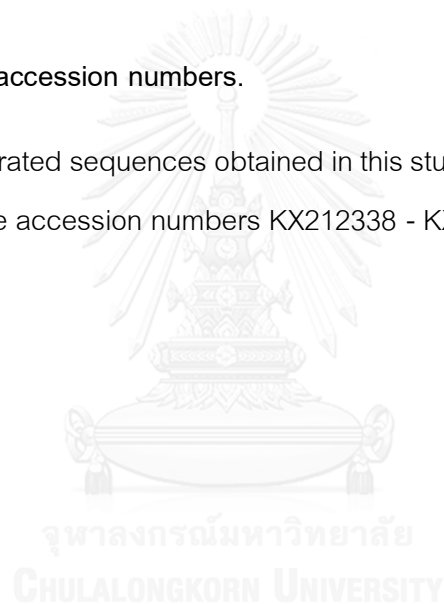 accession numbers.
rated sequences obtained in this stu
e accession numbers KX212338 - K
จุฬาลงกรณ์มหาวิทยาลัย
CHULALONGKORN UNIVERSITY